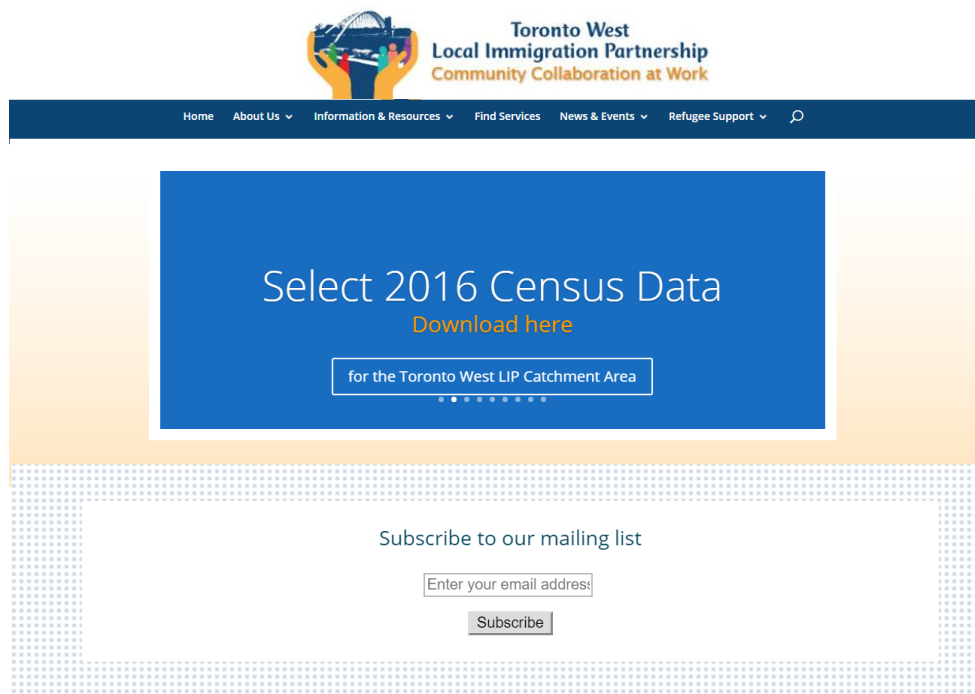 Toronto West
Local Immigration Partnership
Community Collaboration at Work
Home About Us Information & Resources Find Services News & Events Refugee Support
Select 2016 Census Data
Download here
for the Toronto West LIP Catchment Area
Subscribe to our mailing list
Enter your email address
Subscribe